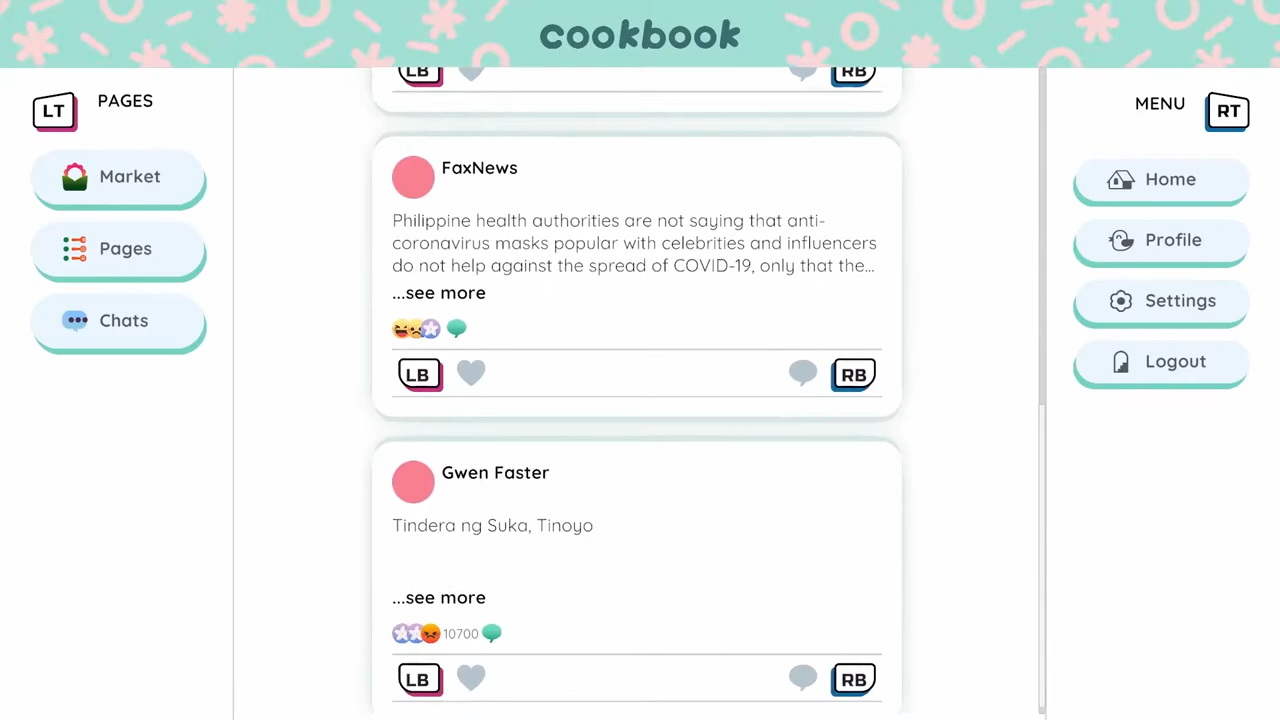 cookbook
LT PAGES
Market
Pages
Chats
MENU RT
Home
Profile
Settings
Logout
LB RB
FaxNews
Philippine health authorities are not saying that anti-
coronavirus masks popular with celebrities and influencers
do not help against the spread of COVID-19, only that the...
...see more
LB RB
Gwen Faster
Tindera ng Suka, Tinoyo
...see more
10700
LB RB